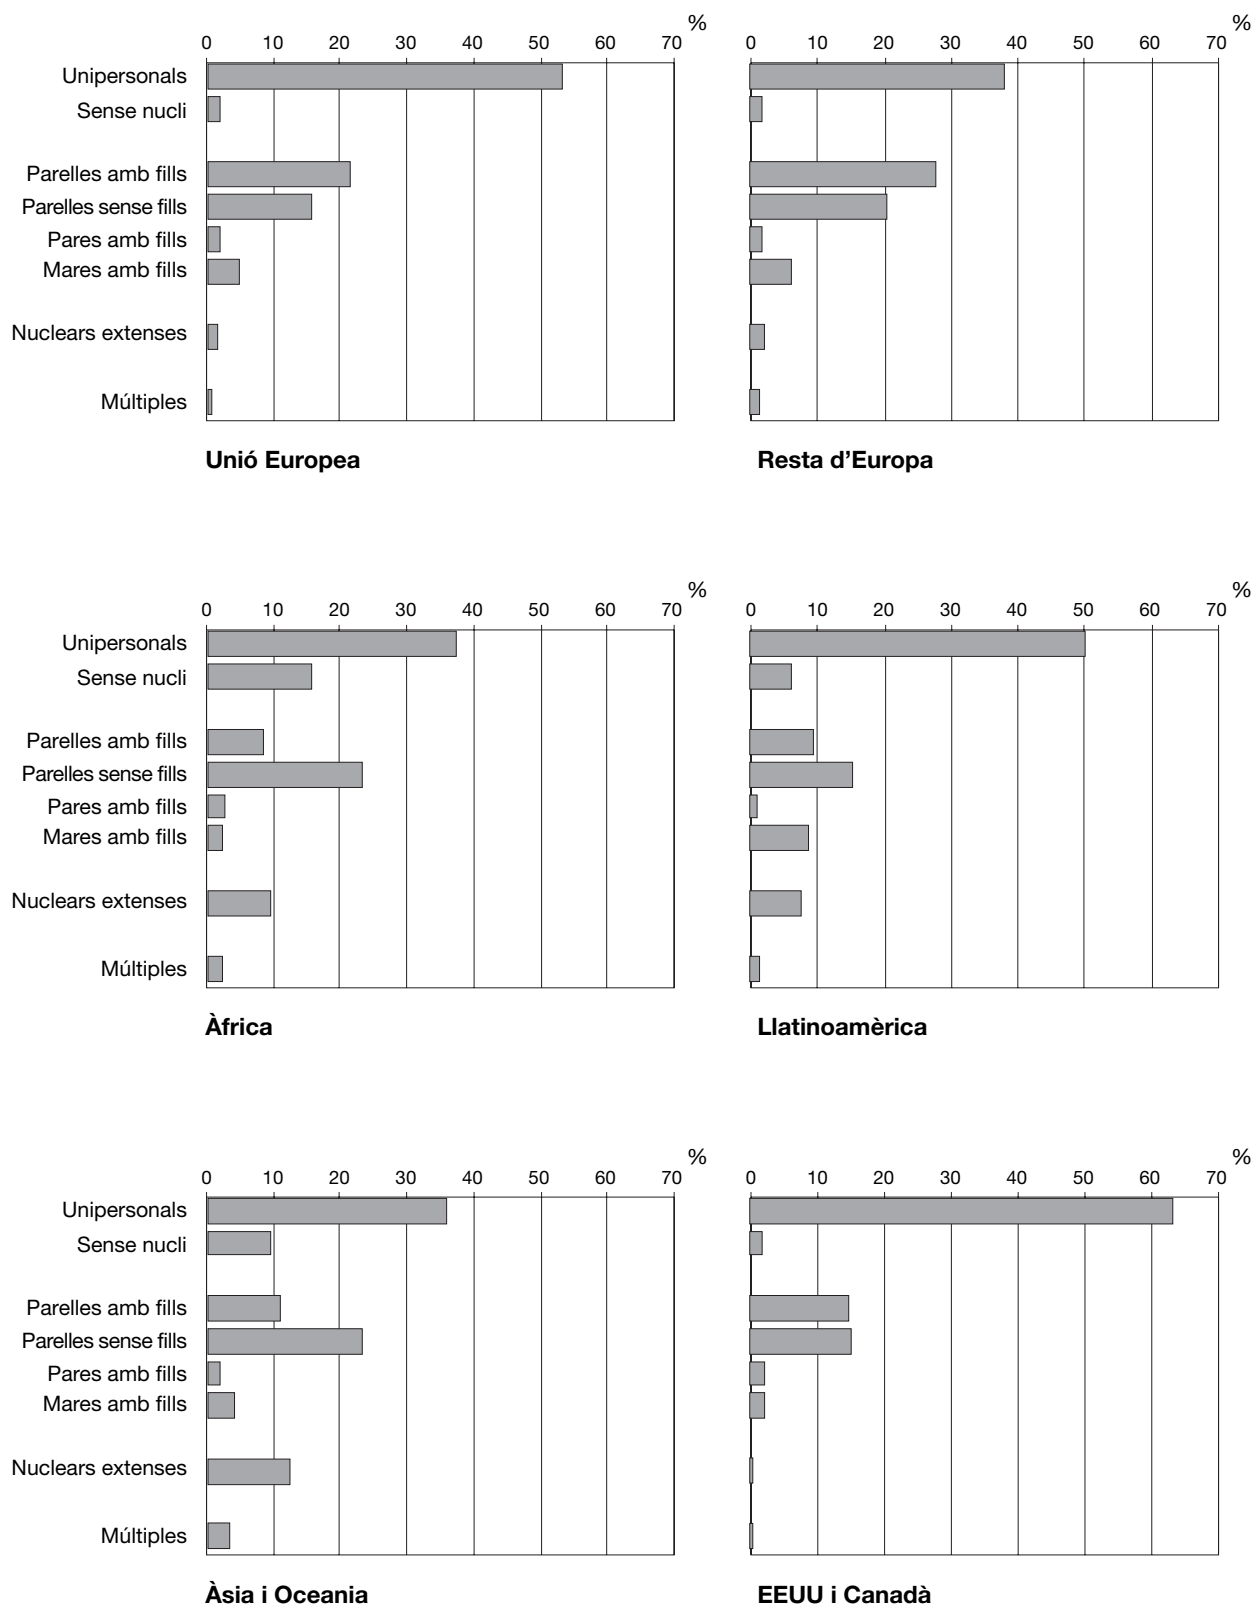 %
%
0 10 20 30 40 50 60 70
0 10 20 30 40 50 60 70
Unipersonals
Sense nucli
Parelles amb fills
Parelles sense fills
Pares amb fills
Mares amb fills
Nuclears extenses
Múltiples
Unió Europea
Resta d’Europa
%
%
0 10 20 30 40 50 60 70
0 10 20 30 40 50 60 70
Unipersonals
Sense nucli
Parelles amb fills
Parelles sense fills
Pares amb fills
Mares amb fills
Nuclears extenses
Múltiples
Àfrica
Llatinoamèrica
%
%
0 10 20 30 40 50 60 70
0 10 20 30 40 50 60 70
Unipersonals
Sense nucli
Parelles amb fills
Parelles sense fills
Pares amb fills
Mares amb fills
Nuclears extenses
Múltiples
Àsia i Oceania
EEUU i Canadà